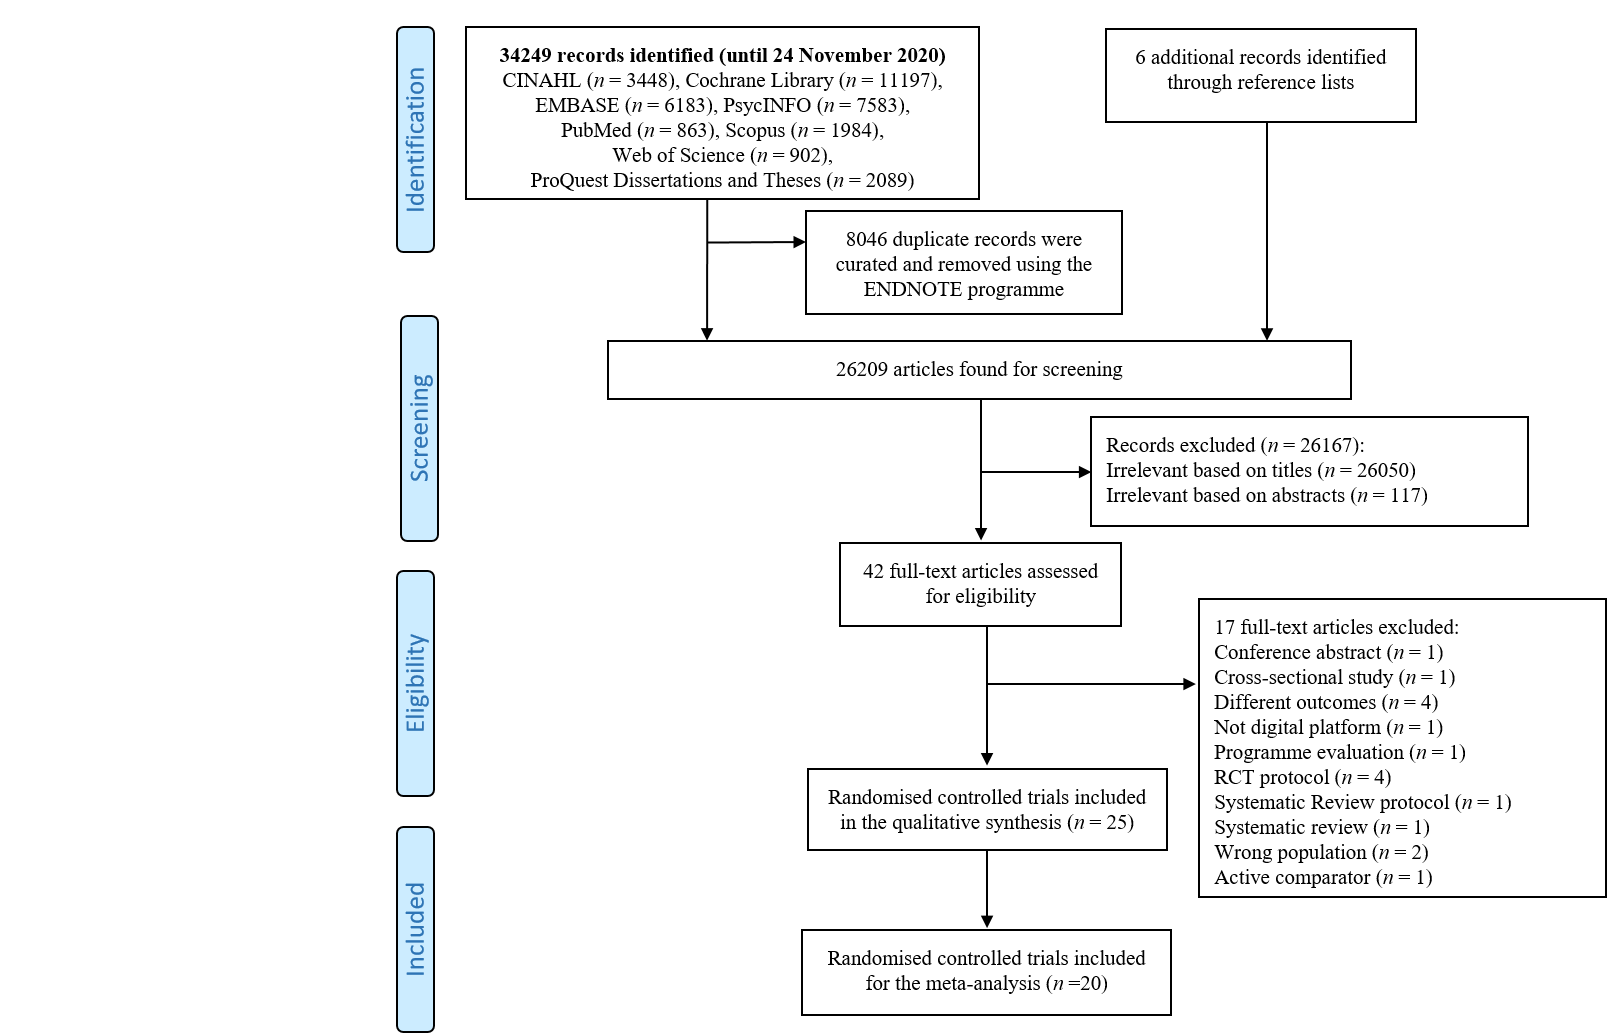 Identification
34249 records identified (until 24 November 2020)
CINAHL (n = 3448), Cochrane Library (n = 11197),
EMBASE (n = 6183), PsycINFO (n = 7583),
PubMed (n = 863), Scopus (n = 1984),
Web of Science (n = 902),
ProQuest Dissertations and Theses (n = 2089)
6 additional records identified
through reference lists
8046 duplicate records were
curated and removed using the
ENDNOTE programme
Screening
26209 articles found for screening
Records excluded (n = 26167):
Irrelevant based on titles (n = 26050)
Irrelevant based on abstracts (n = 117)
Eligibility
42 full-text articles assessed
for eligibility
17 full-text articles excluded:
Conference abstract (n = 1)
Cross-sectional study (n = 1)
Different outcomes (n = 4)
Not digital platform (n = 1)
Programme evaluation (n = 1)
RCT protocol (n = 4)
Systematic Review protocol (n = 1)
Systematic review (n = 1)
Wrong population (n = 2)
Active comparator (n = 1)
Randomised controlled trials included
in the qualitative synthesis (n = 25)
Included
Randomised controlled trials included
for the meta-analysis (n =20)